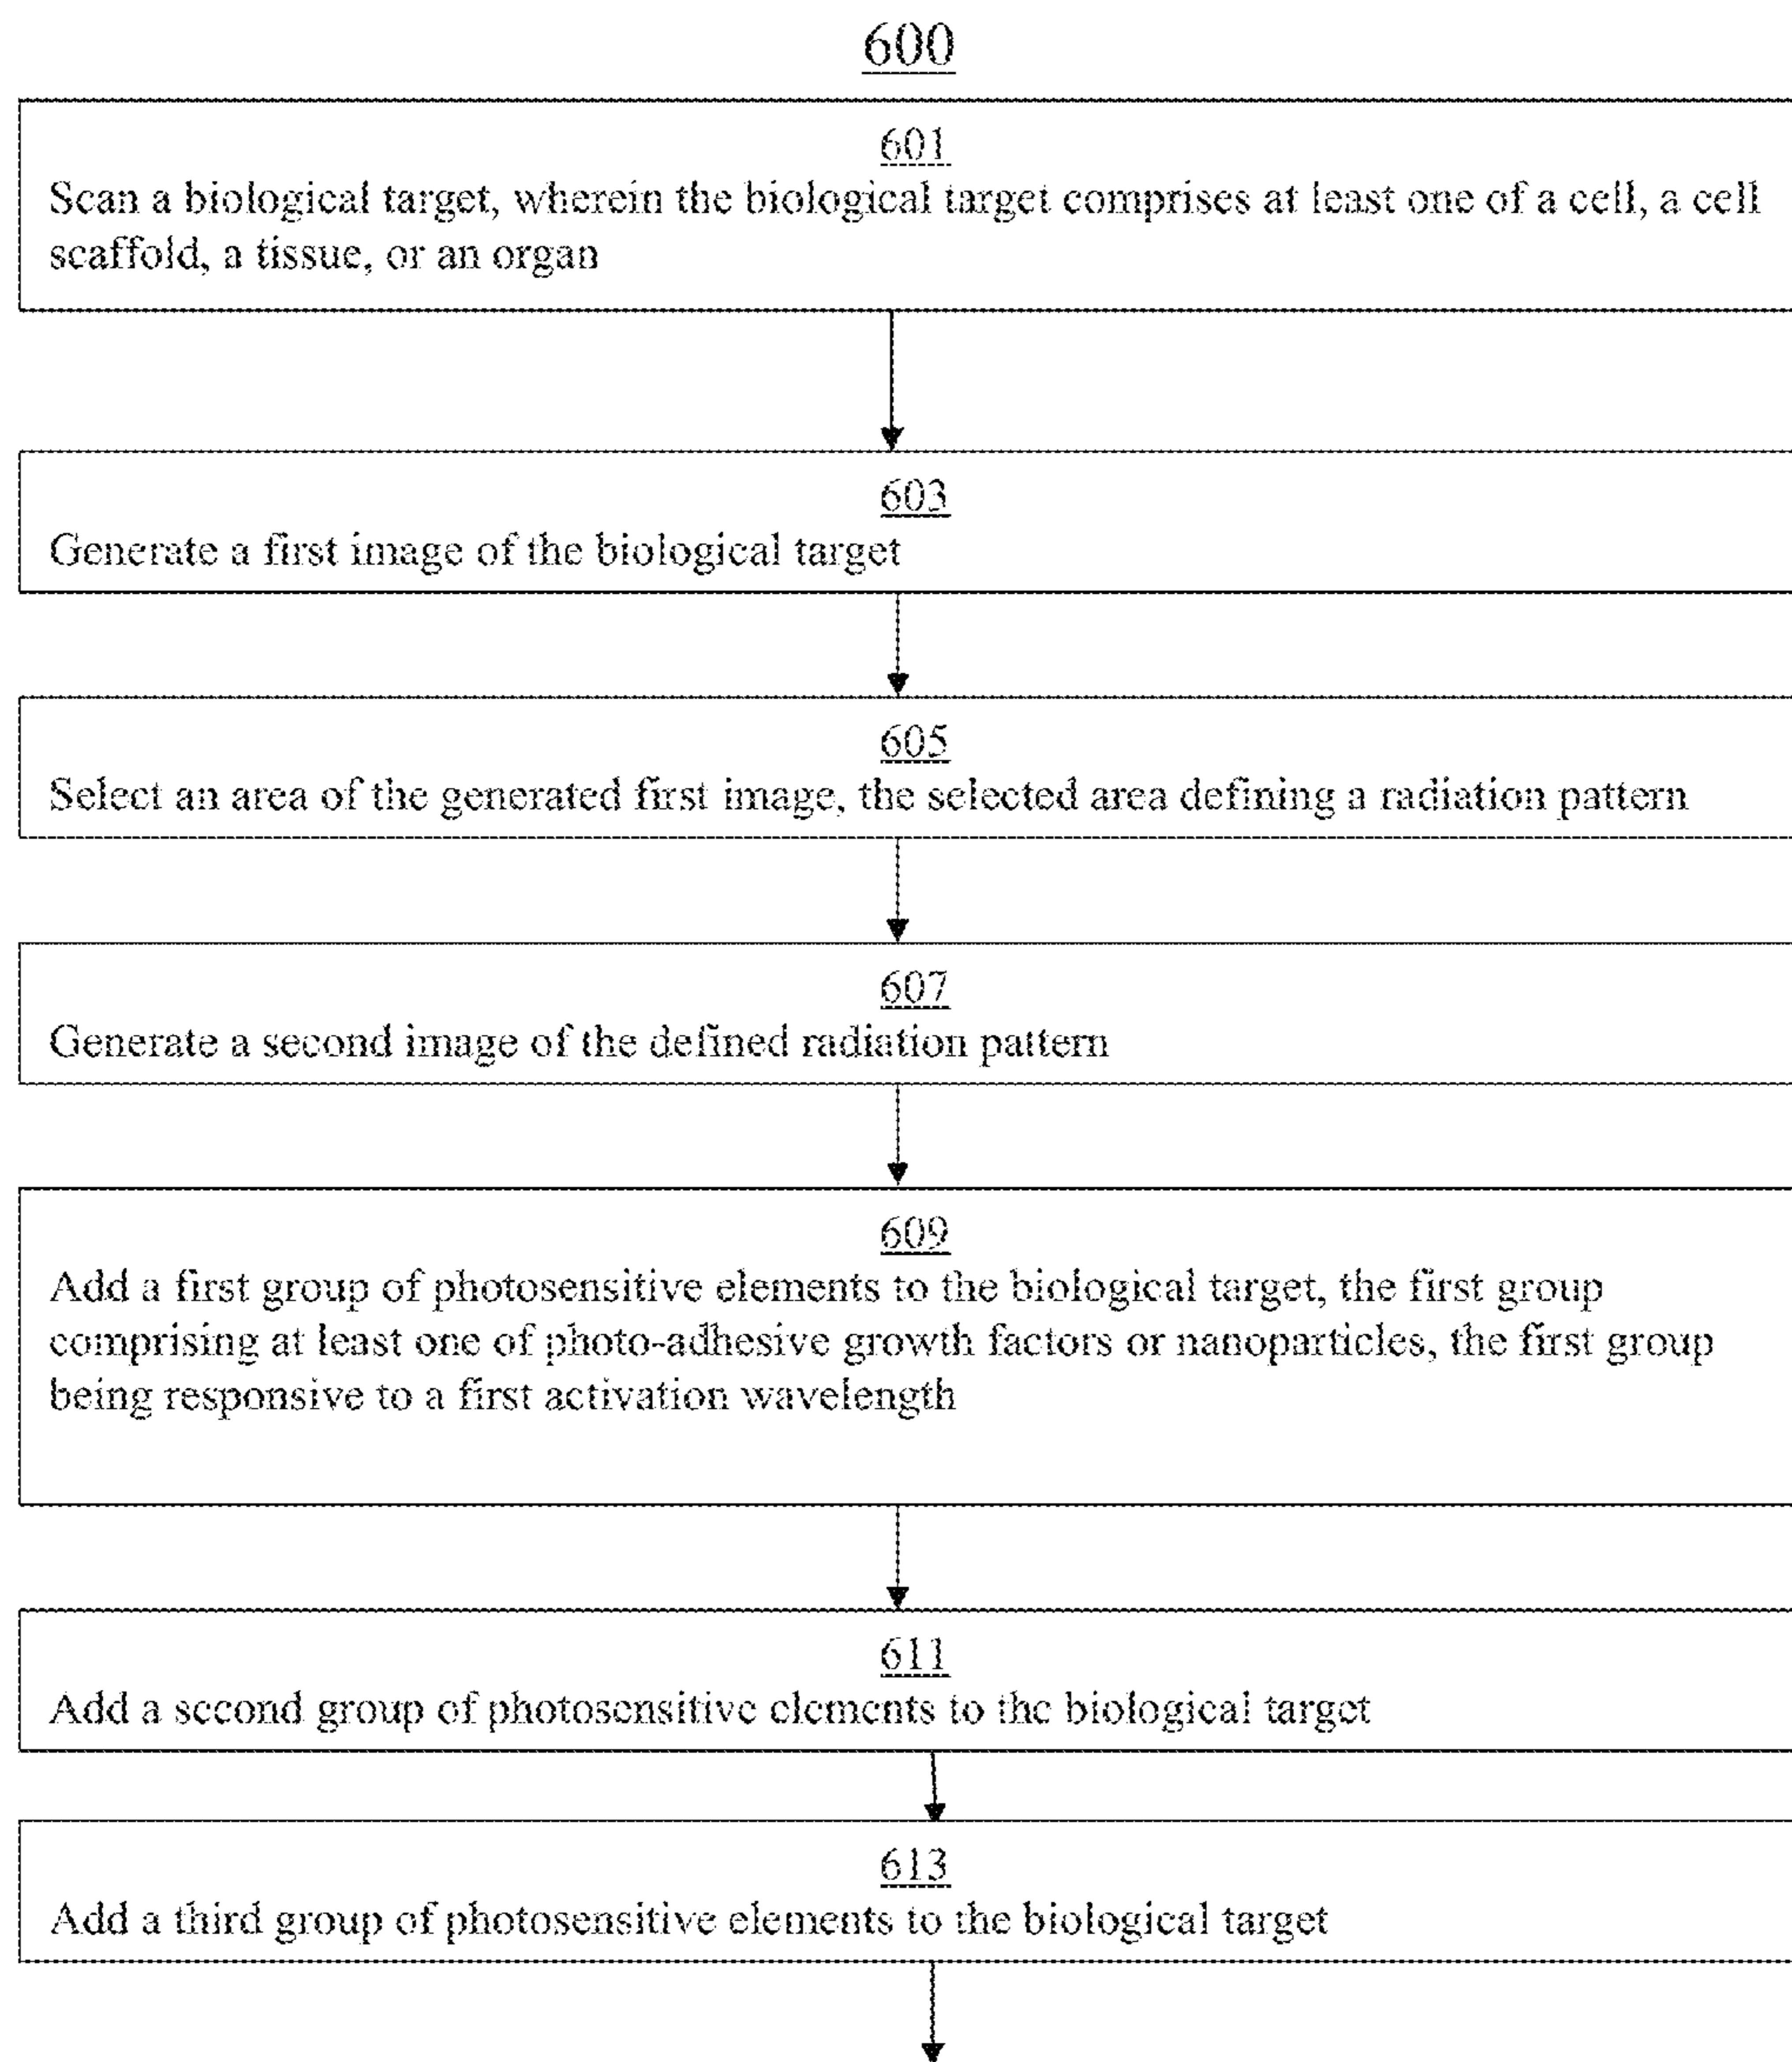 600
601
Scan a biological target, wherein the biological target comprises at least one of a cell, a cell
scaffold, a tissue, or an organ
603
Generate a first image of the biological target
605
Select an area of the generated first image, the selected area defining a radiation pattern
607
Generate a second image of the defined radiation pattern
609
Add a first group of photosensitive elements to the biological target, the first group
comprising at least one of photo-adhesive growth factors or nanoparticles, the first group
being responsive to a first activation wavelength
611
Add a second group of photosensitive elements to the biological target
613
Add a third group of photosensitive elements to the biological target